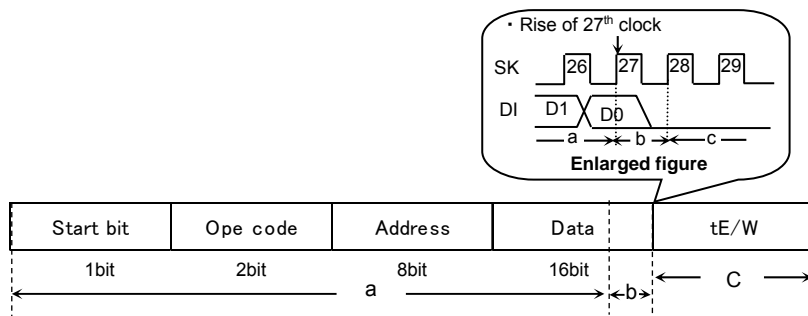 ・Rise of 27th clock
SK 26 27 28 29
DI D1 D0
a b c
Enlarged figure
Start bit Ope code Address Data tE/W
1bit 2bit 8bit 16bit
a b C